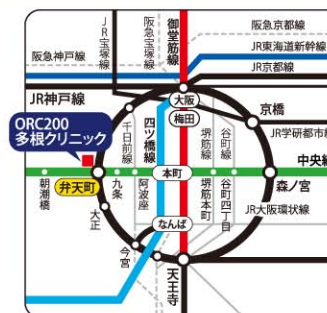 JR宝塚線
阪急宝塚線
御堂筋線
阪急京都線
阪急神戸線
JR東海道新幹線
JR京都線
JR神戸線
大阪
梅田
京橋
JR学研都市線
ORC200
多根クリニック
千日前線
四ツ橋線
堺筋線
谷町線
中央線
本町
朝潮橋
弁天町
九条
阿波座
堺筋本町
谷町四丁目
森ノ宮
大正
なんば
JR大阪環状線
今宮
天王寺